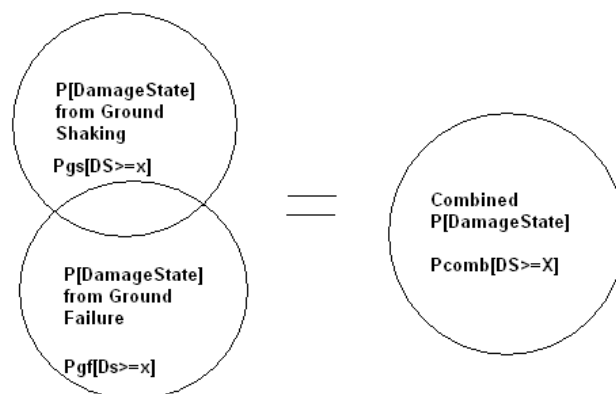 P[DamageState]
from Ground
Shaking
Pgs[DS>=x]
P[DamageState]
from Ground
Failure
Pgf[Ds>=x]
Combined
P[DamageState]
Pcomb[DS>=X]